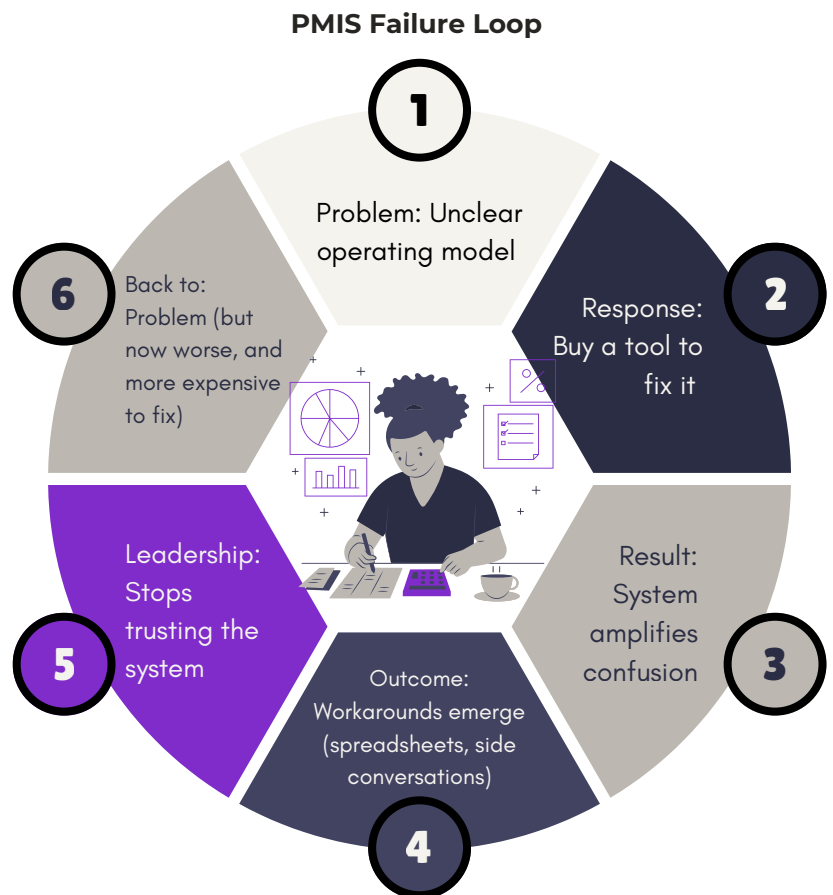 PMIS Failure Loop
1
Problem: Unclear
operating model
2
Response:
Buy a tool to
fix it
3
Result:
System
amplifies
confusion
4
Outcome:
Workarounds emerge
(spreadsheets, side
conversations)
5
Leadership:
Stops
trusting the
system
6
Back to:
Problem (but
now worse, and
more expensive
to fix)
%